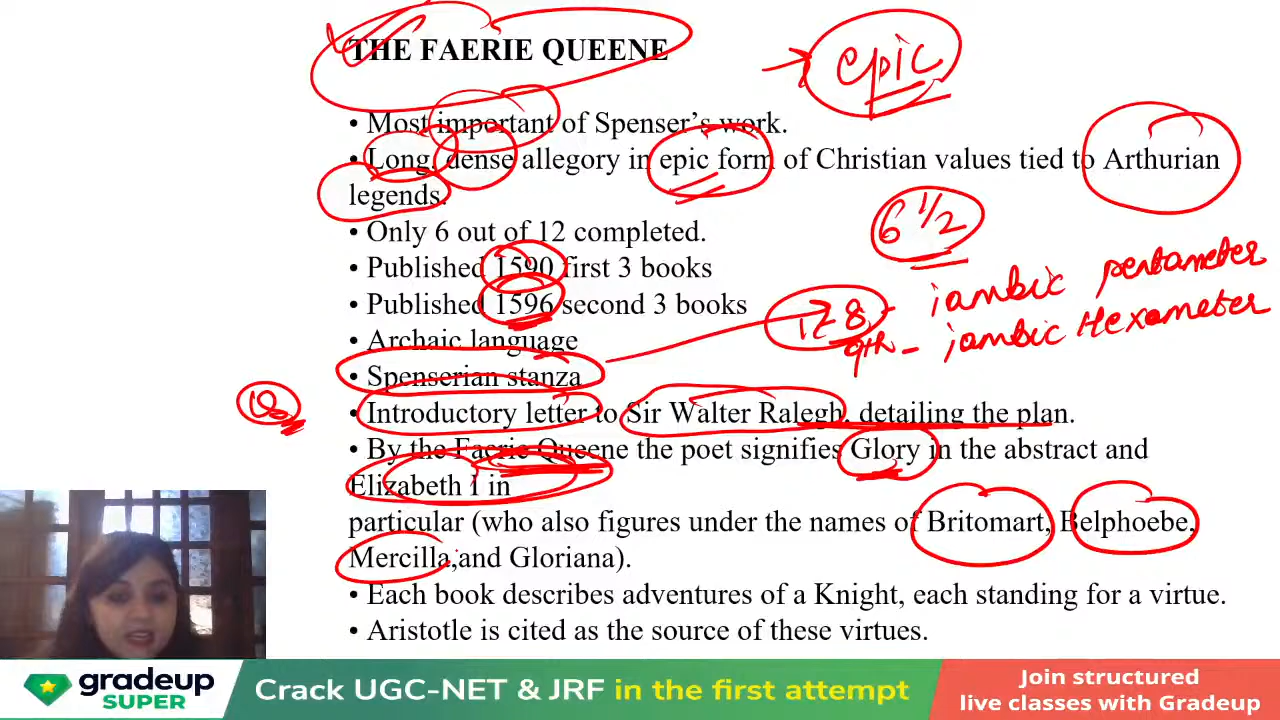 THE FAERIE QUEENE
epic
• Most important of Spenser's work.
• Long, dense allegory in epic form of Christian values tied to Arthurian
legends.
6 1/2
• Only 6 out of 12 completed.
• Published 1590 first 3 books
iambic pentameter
• Published 1596 second 3 books
1-8 -
9th - iambic Hexameter
• Archaic language
• Spenserian stanza
• Introductory letter to Sir Walter Ralegh, detailing the plan.
• By the Faerie Queene the poet signifies Glory in the abstract and
Elizabeth I in
particular (who also figures under the names of Britomart, Belphoebe,
Mercilla,and Gloriana).
• Each book describes adventures of a Knight, each standing for a virtue.
• Aristotle is cited as the source of these virtues.
gradeup
SUPER
Crack UGC-NET & JRF in the first attempt
Join structured
live classes with Gradeup